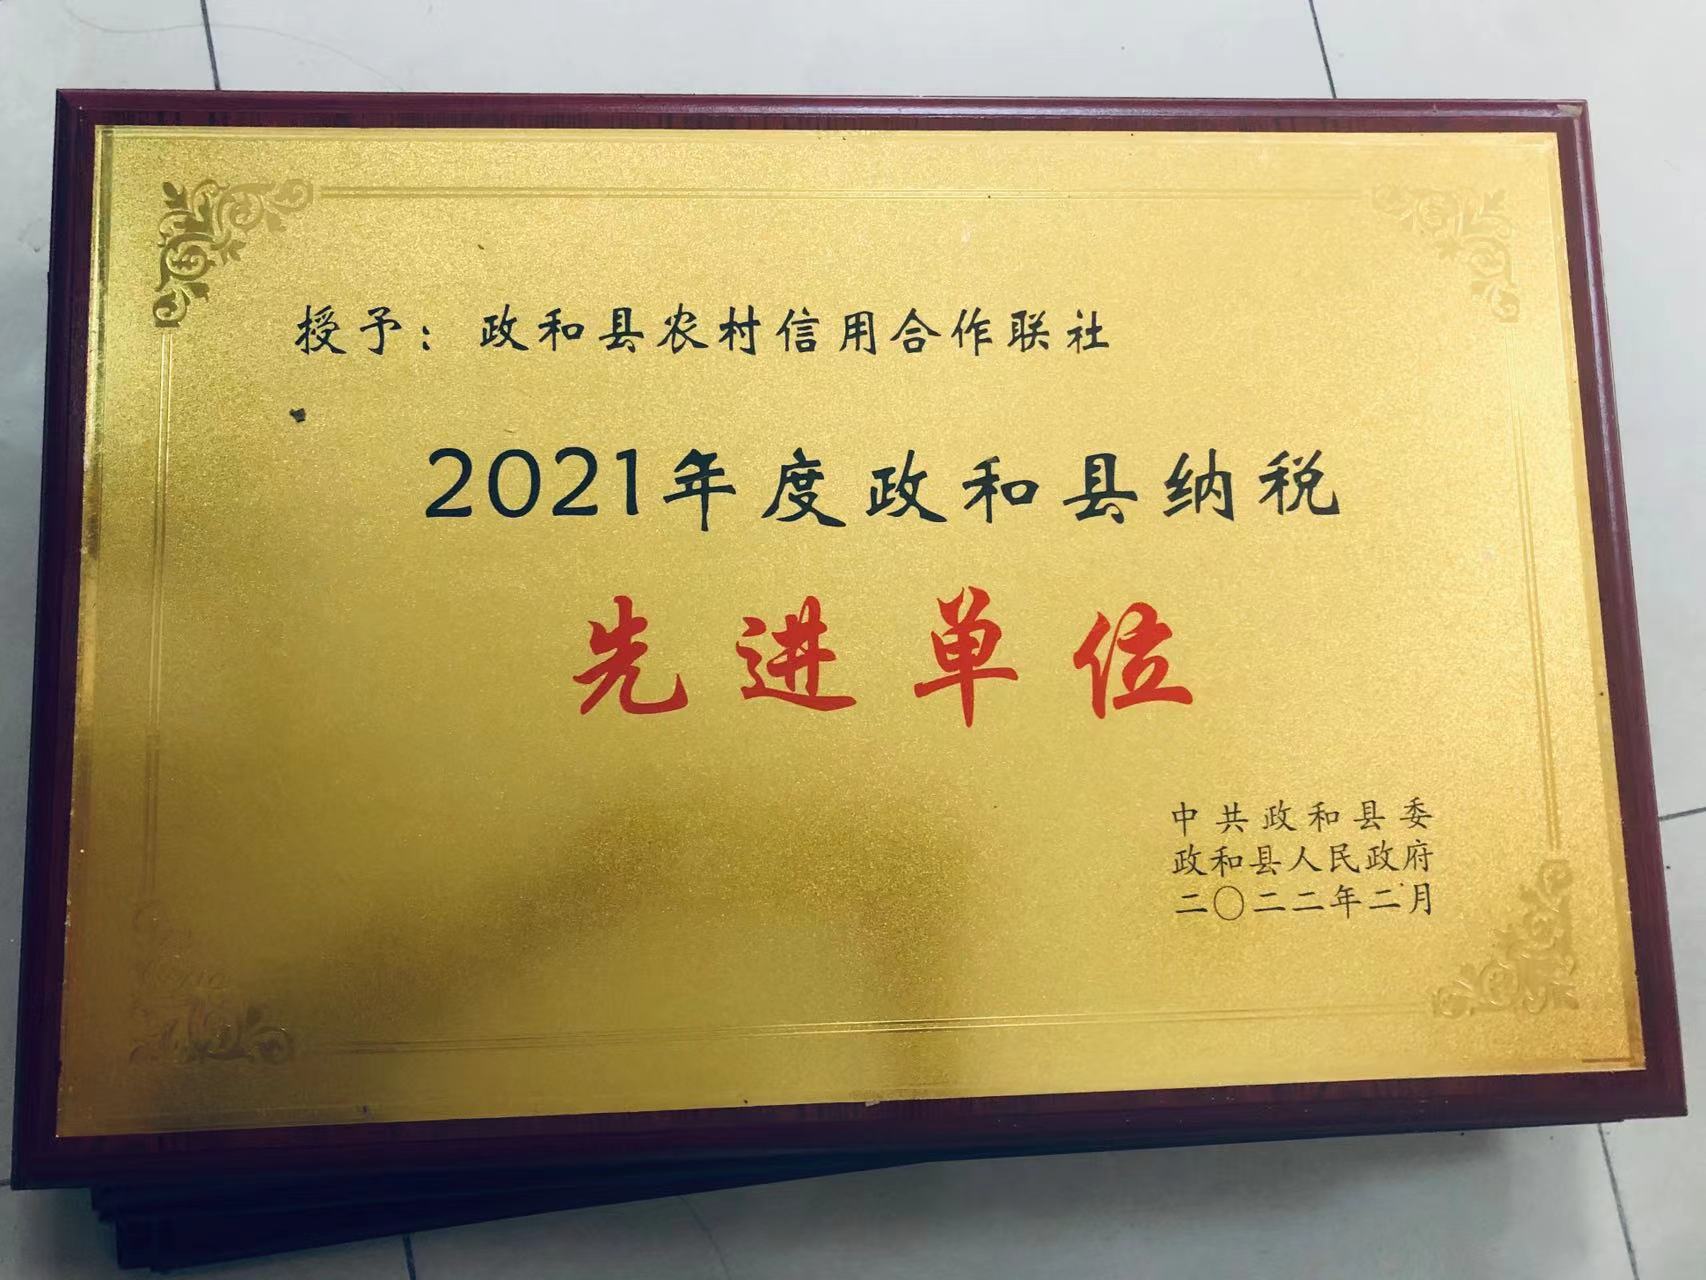 授予：政和县农村信用合作联社
2021年度政和县纳税
先进单位
中共政和县委
政和县人民政府
二〇二二年二月